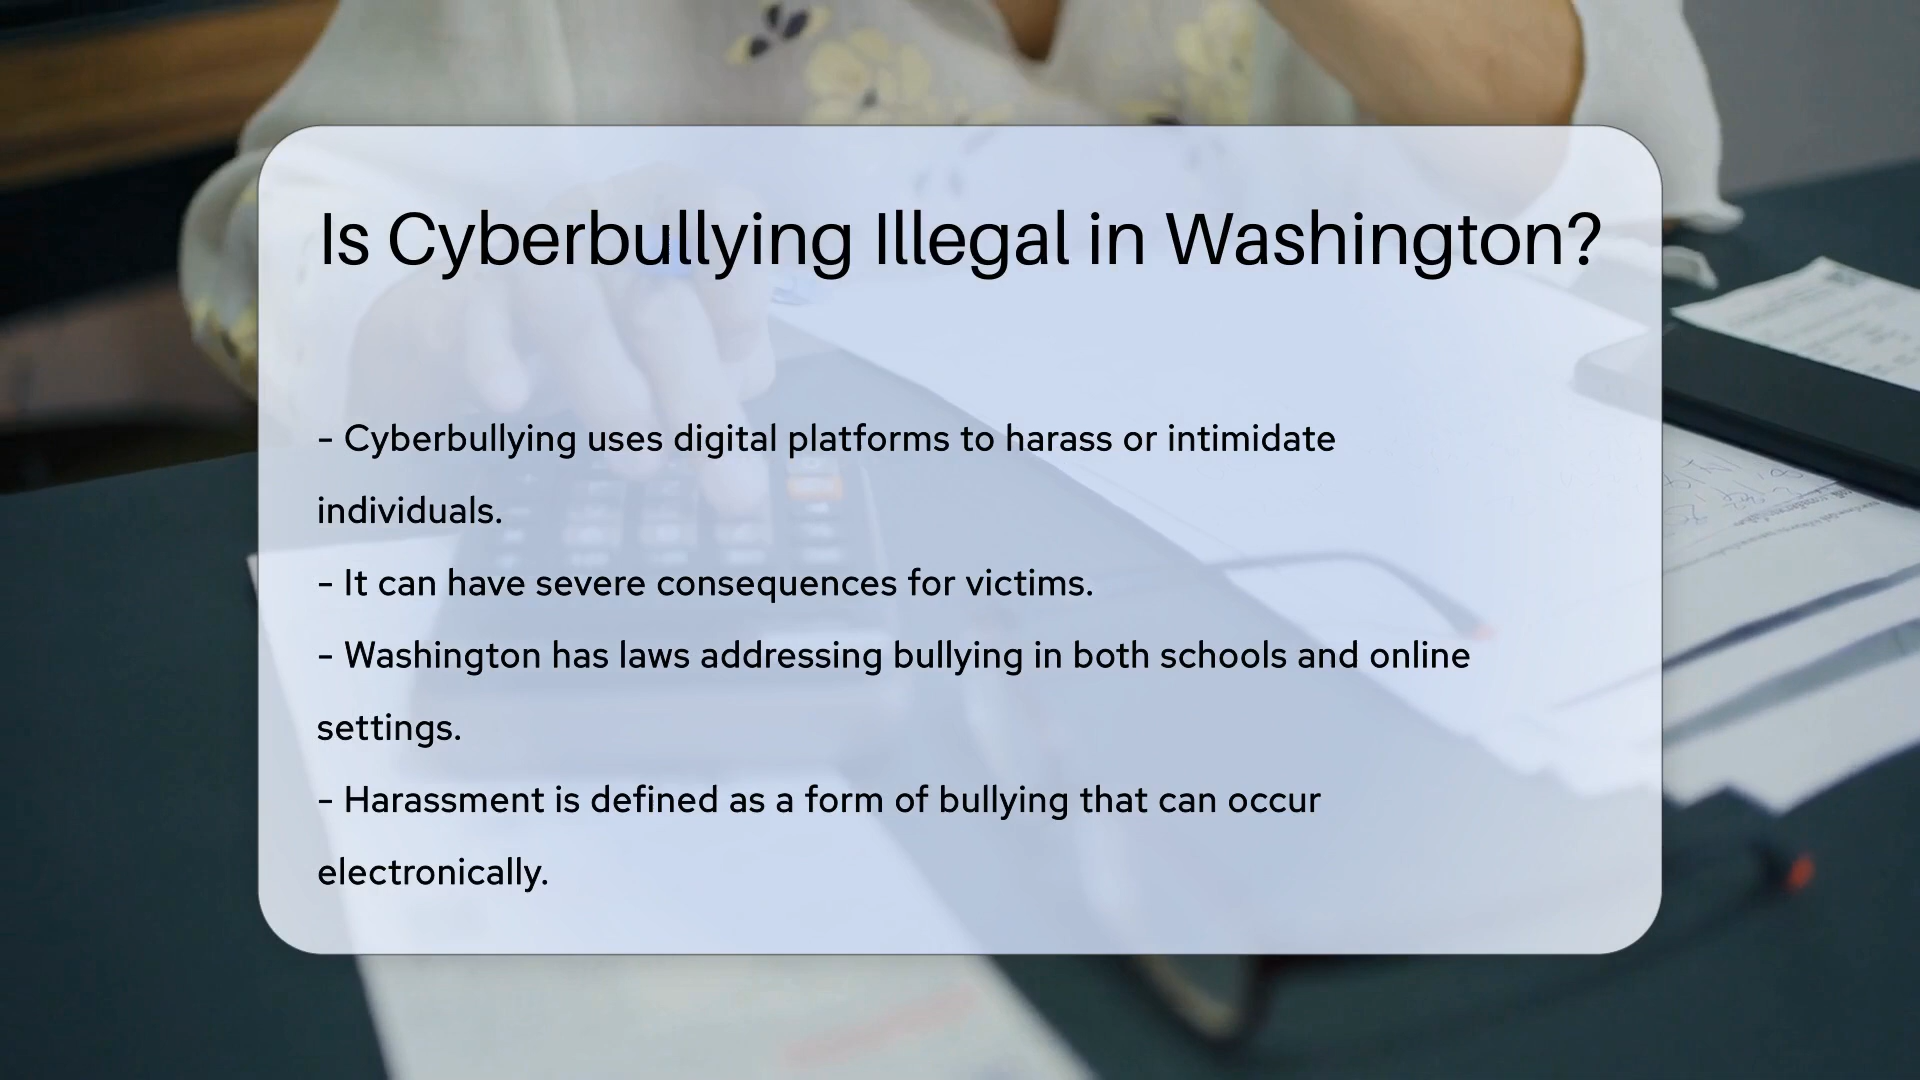 Is Cyberbullying Illegal in Washington?
- Cyberbullying uses digital platforms to harass or intimidate
individuals.
- It can have severe consequences for victims.
- Washington has laws addressing bullying in both schools and online
settings.
- Harassment is defined as a form of bullying that can occur
electronically.